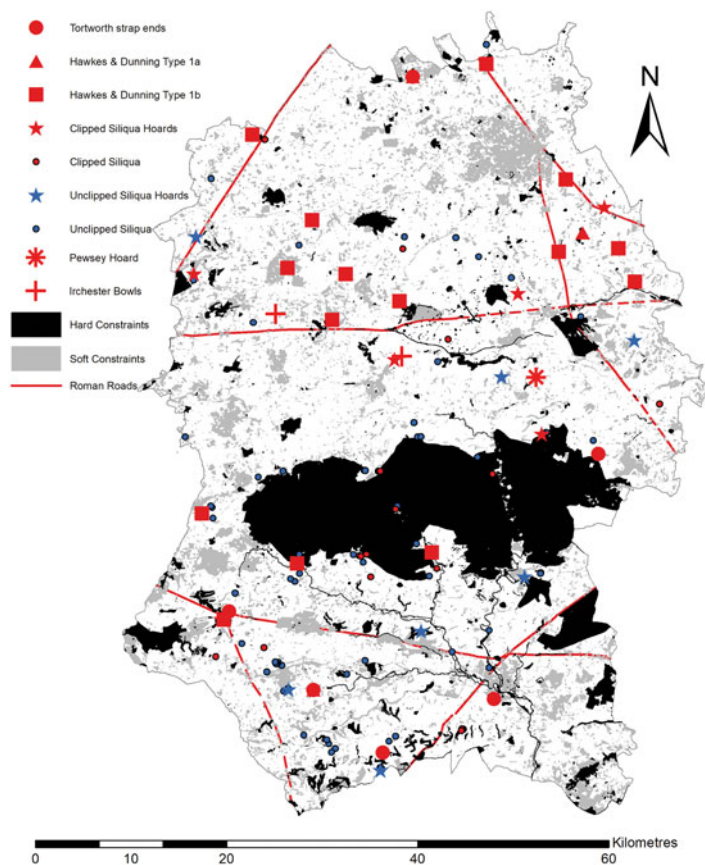 Tortworth strap ends
Hawkes & Dunning Type 1a
Hawkes & Dunning Type 1b
Clipped Siliqua Hoards
Clipped Siliqua
Unclipped Siliqua Hoards
Unclipped Siliqua
Pewsey Hoard
Irchester Bowls
Hard Constraints
Soft Constraints
Roman Roads
N
Kilometres
0 10 20 40 60